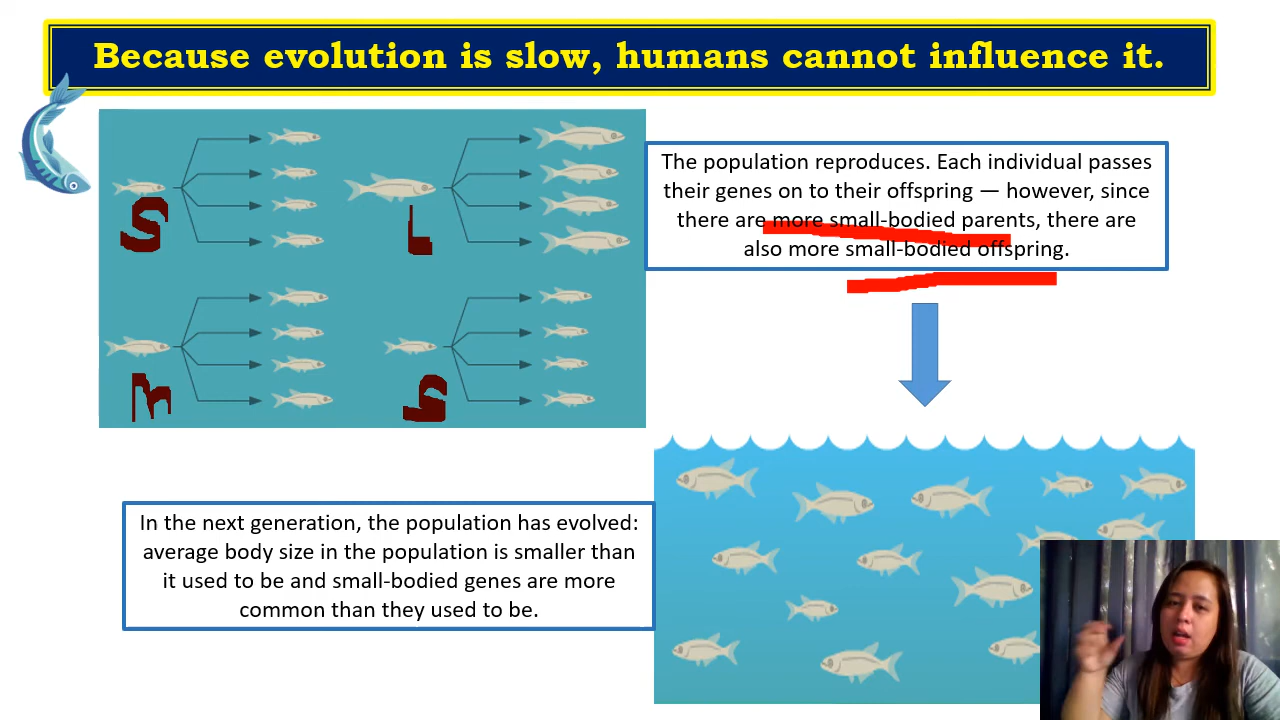 Because evolution is slow, humans cannot influence it.
The population reproduces. Each individual passes
their genes on to their offspring — however, since
there are more small-bodied parents, there are
also more small-bodied offspring.
S
L
m
S
In the next generation, the population has evolved:
average body size in the population is smaller than
it used to be and small-bodied genes are more
common than they used to be.